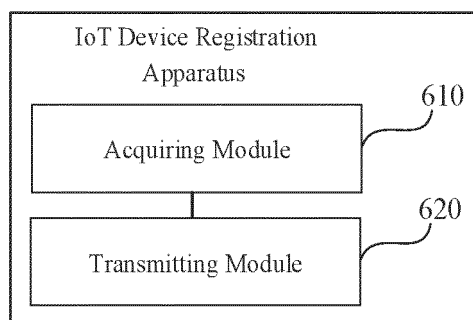 IoT Device Registration
Apparatus
610
Acquiring Module
620
Transmitting Module